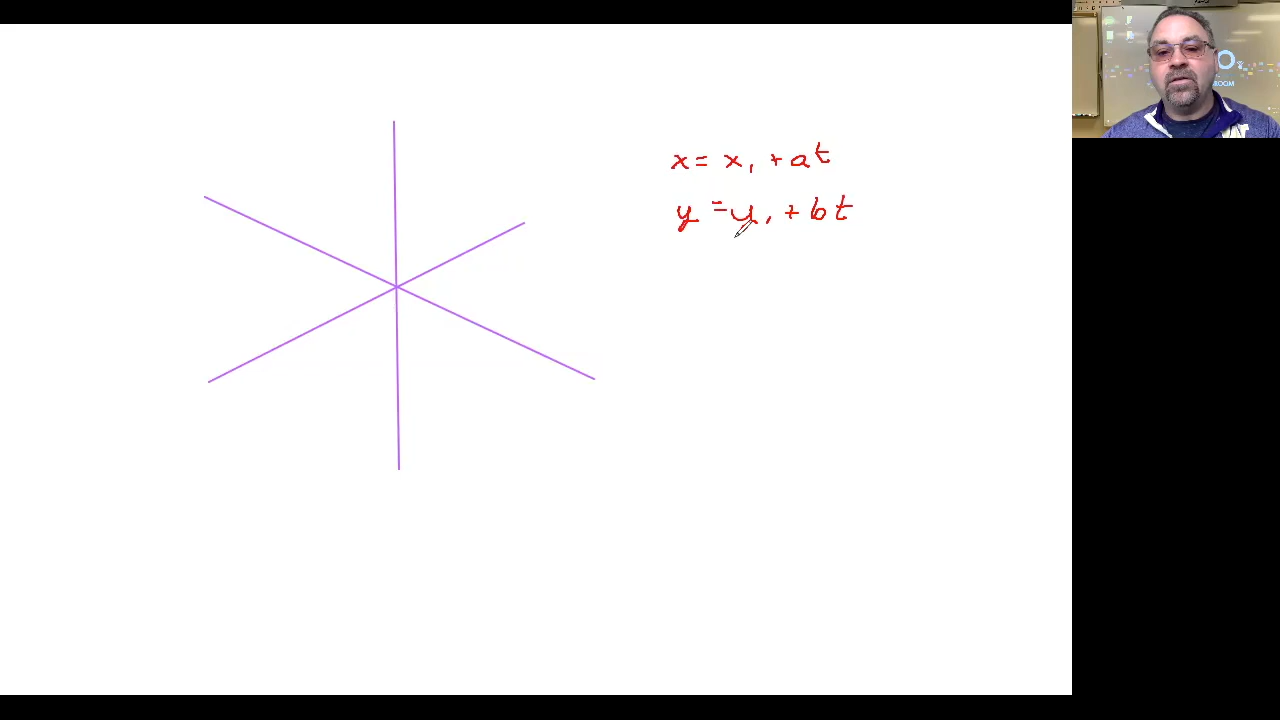 x = x₁ + at
y = y₁ + bt